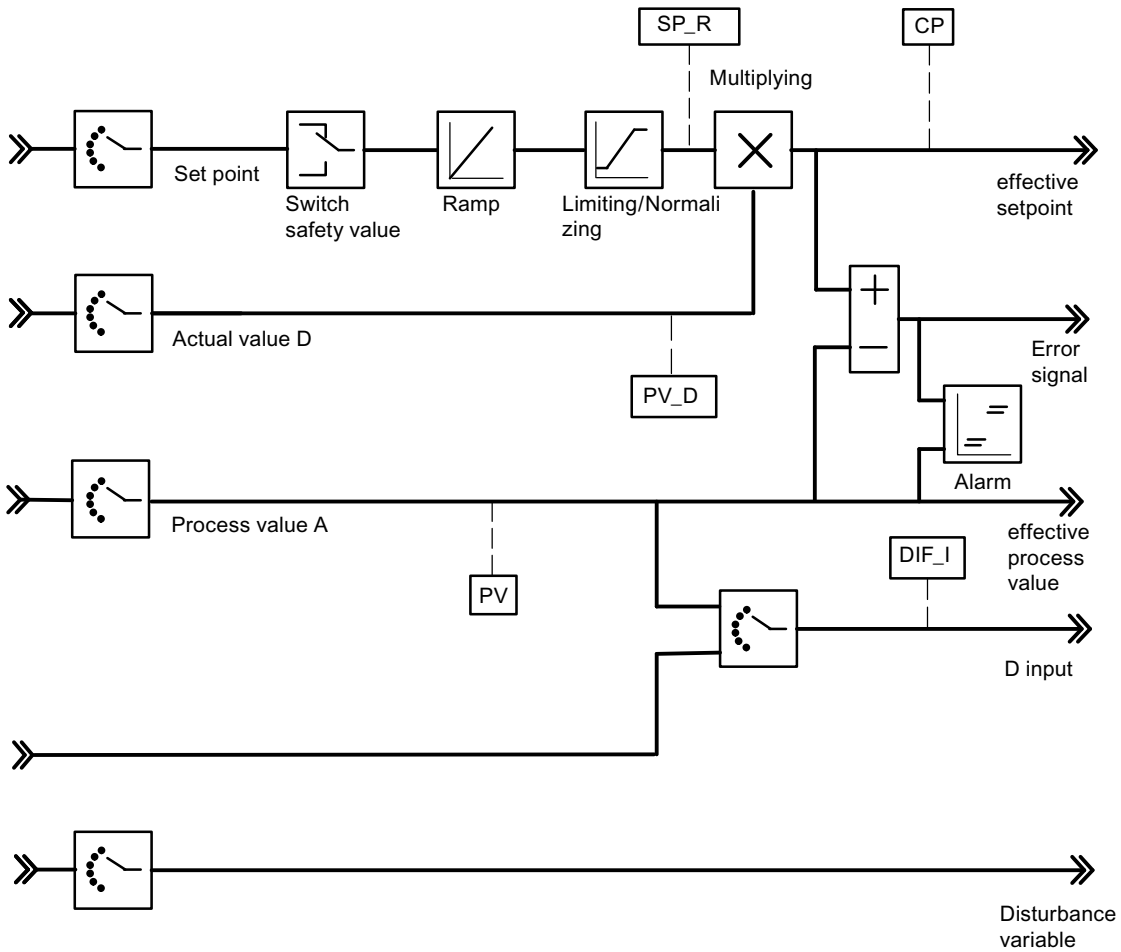 SP_R
CP
Multiplying
Set point
effective
setpoint
Switch
safety value
Ramp
Limiting/Normali
zing
Actual value D
Error
signal
PV_D
Alarm
Process value A
effective
process
value
DIF_I
PV
D input
Disturbance
variable